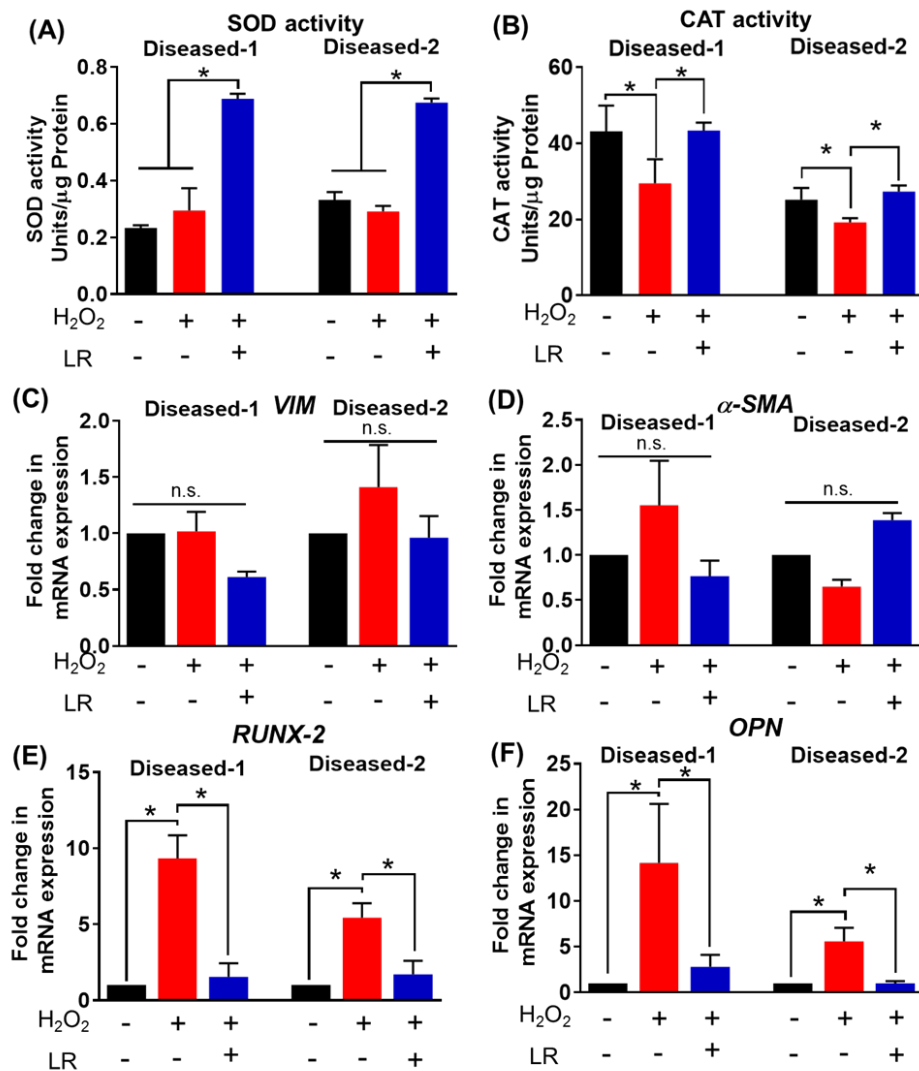 (A) SOD activity
Diseased-1 Diseased-2
SOD activity
Units/μg Protein
0.8
0.6
0.4
0.2
0.0
* *
H2O2 - + + - + +
LR - - + - - +
(B) CAT activity
Diseased-1 Diseased-2
CAT activity
Units/μg Protein
60
40
20
0
* * * *
H2O2 - + + - + +
LR - - + - - +
(C) VIM
Diseased-1 Diseased-2
Fold change in
mRNA expression
2.0
1.5
1.0
0.5
0.0
n.s. n.s.
H2O2 - + + - + +
LR - - + - - +
(D) α-SMA
Diseased-1 Diseased-2
Fold change in
mRNA expression
2.5
2.0
1.5
1.0
0.5
0.0
n.s. n.s.
H2O2 - + + - + +
LR - - + - - +
(E) RUNX-2
Diseased-1 Diseased-2
Fold change in
mRNA expression
15
10
5
0
* * * *
H2O2 - + + - + +
LR - - + - - +
(F) OPN
Diseased-1 Diseased-2
Fold change in
mRNA expression
25
20
15
10
5
0
* * * *
H2O2 - + + - + +
LR - - + - - +